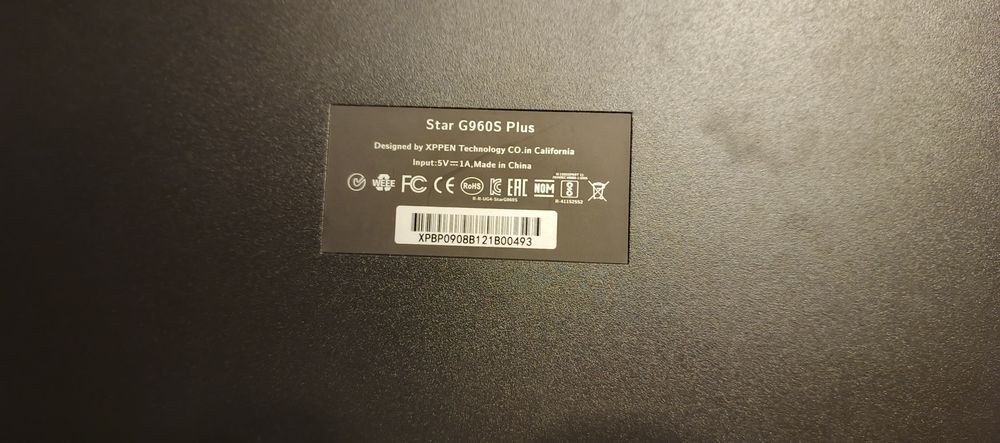 Star G960S Plus
Designed by XPPEN Technology CO.in California
Input:5V⎓1A,Made in China
WEEE FC CE RoHS EAC NOM
R-R-UG4-StarG960S
R-41152552
XPBP0908B121B00493